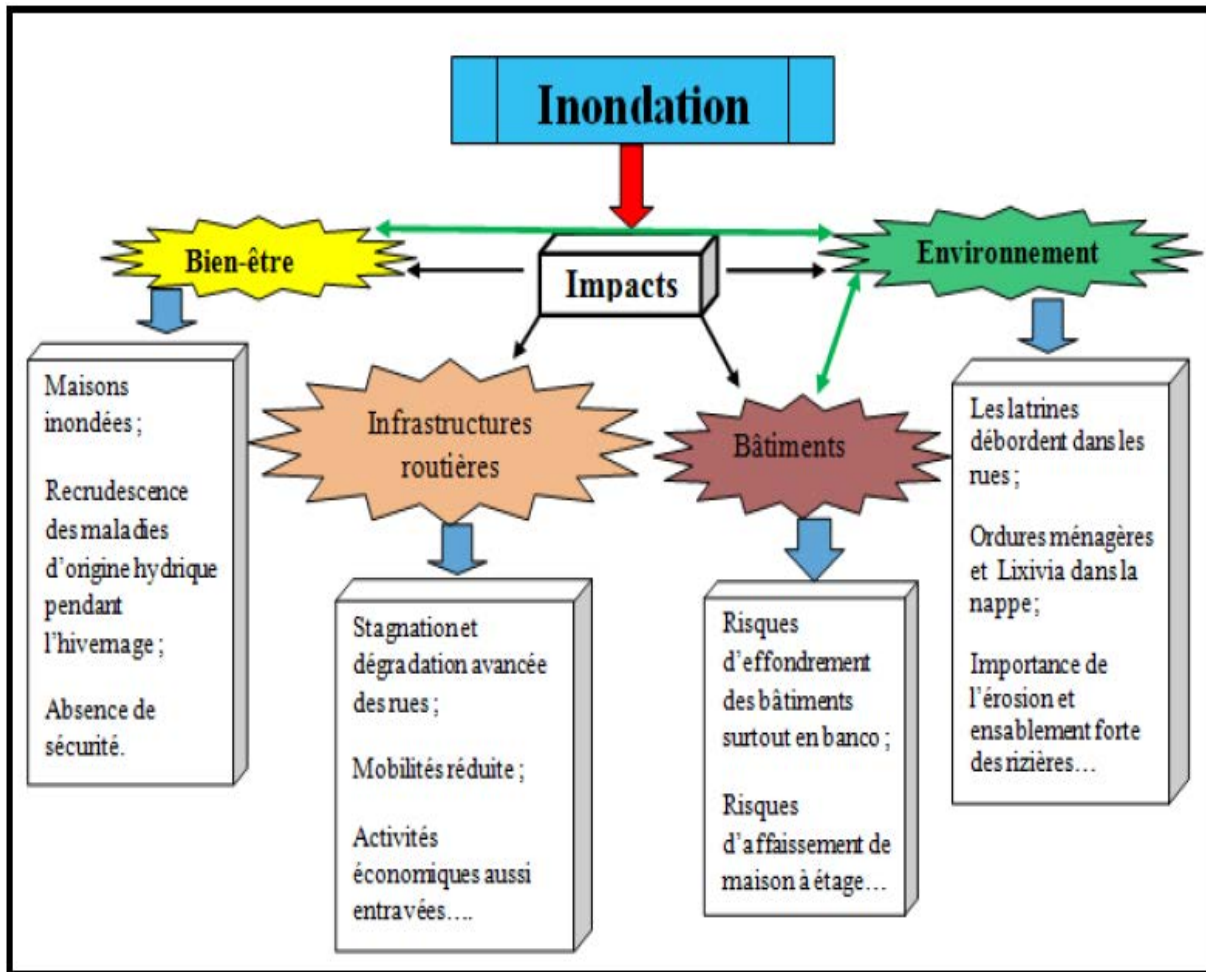 Inondation
Impacts
Bien-être
Environnement
Infrastructures
routières
Bâtiments
Maisons
inondées ;
Recrudescence
des maladies
d'origine hydrique
pendant
l'hivernage ;
Absence de
sécurité.
Stagnation et
dégradation avancée
des rues ;
Mobilités réduite ;
Activités
économiques aussi
entravées….
Risques
d'effondrement
des bâtiments
surtout en banco ;
Risques
d'affaissement de
maison à étage…
Les latrines
débordent dans les
rues ;
Ordures ménagères
et Lixivia dans la
nappe ;
Importance de
l'érosion et
ensablement forte
des rizières…